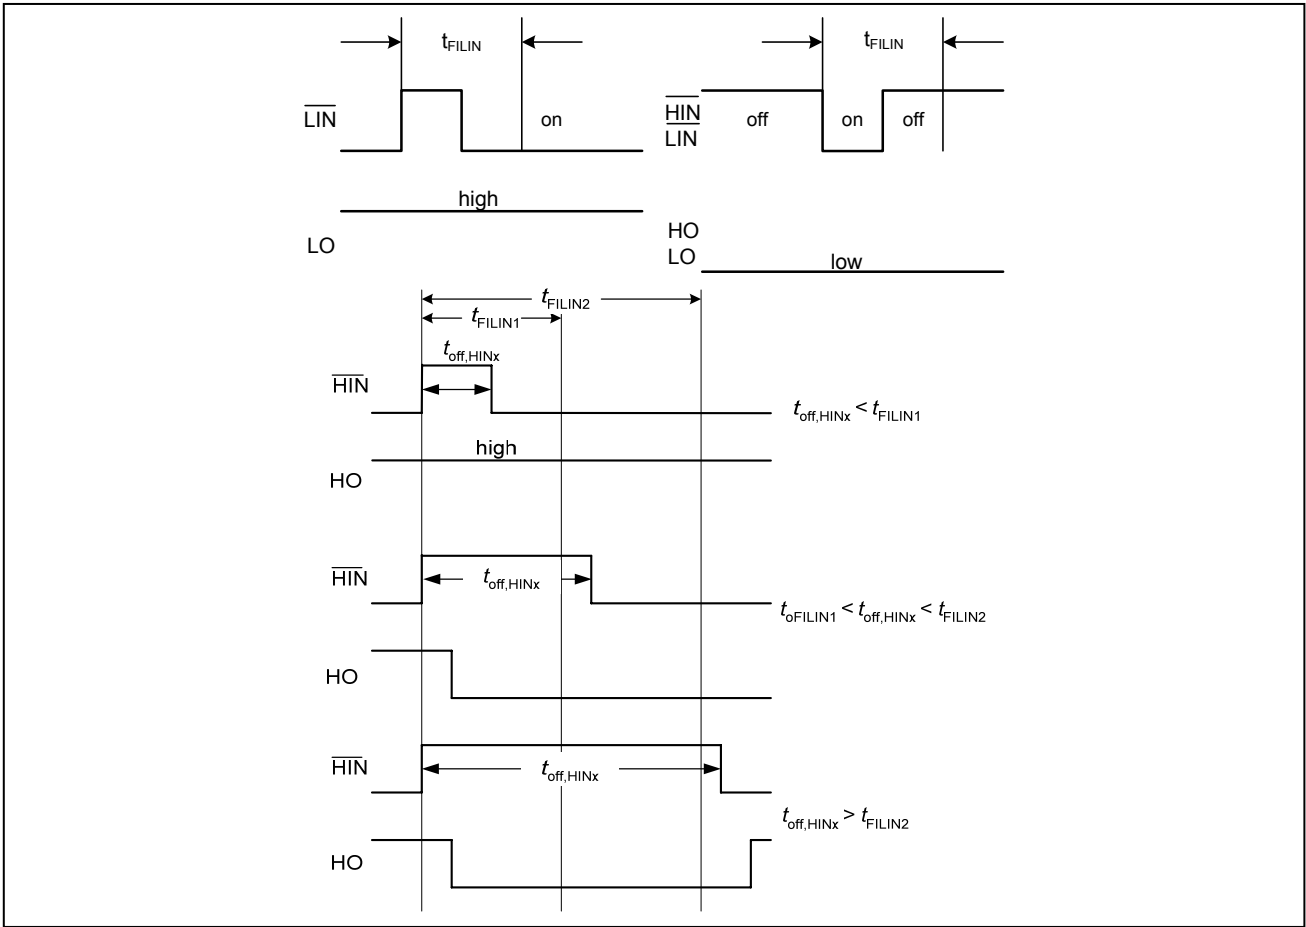 tFILIN
tFILIN
LIN
on
HIN
LIN
off
on
off
high
LO
HO
LO
low
tFILIN2
tFILIN1
toff,HINx
HIN
toff,HINx < tFILIN1
high
HO
HIN
toff,HINx
toFILIN1 < toff,HINx < tFILIN2
HO
HIN
toff,HINx
toff,HINx > tFILIN2
HO